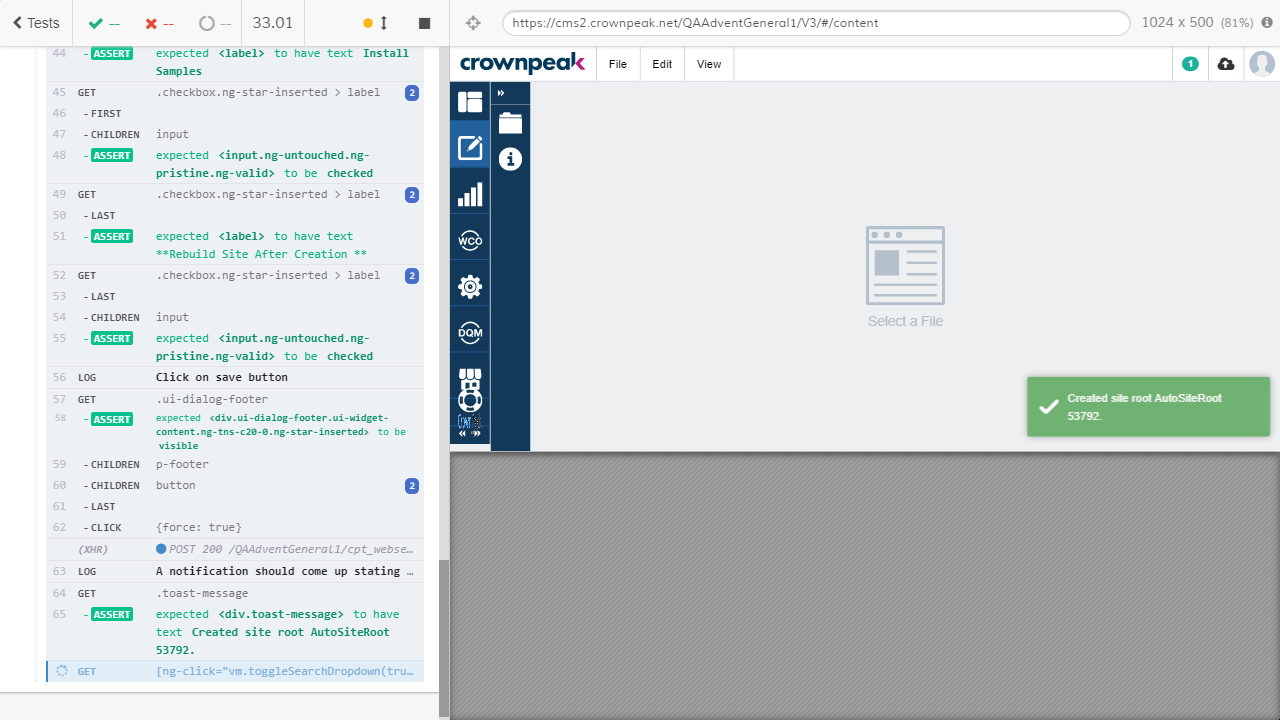 Tests
--
--
--
33.01
https://cms2.crownpeak.net/QAAdventGeneral1/V3/#/content
1024 x 500 (81%)
44 -ASSERT expected <label> to have text Install
Samples
45 GET .checkbox.ng-star-inserted > label 2
46 -FIRST
47 -CHILDREN input
48 -ASSERT expected <input.ng-untouched.ng-
pristine.ng-valid> to be checked
49 GET .checkbox.ng-star-inserted > label 2
50 -LAST
51 -ASSERT expected <label> to have text
**Rebuild Site After Creation **
52 GET .checkbox.ng-star-inserted > label 2
53 -LAST
54 -CHILDREN input
55 -ASSERT expected <input.ng-untouched.ng-
pristine.ng-valid> to be checked
56 LOG Click on save button
57 GET .ui-dialog-footer
58 -ASSERT expected <div.ui-dialog-footer.ui-widget-
content.ng-tns-c20-0.ng-star-inserted> to be
visible
59 -CHILDREN p-footer
60 -CHILDREN button 2
61 -LAST
62 -CLICK {force: true}
(XHR) POST 200 /QAAdventGeneral1/cpt_webse…
63 LOG A notification should come up stating …
64 GET .toast-message
65 -ASSERT expected <div.toast-message> to have
text Created site root AutoSiteRoot
53792.
GET [ng-click="vm.toggleSearchDropdown(tru…
crownpeak
File
Edit
View
1
WCO
DQM
Select a File
Created site root AutoSiteRoot
53792.